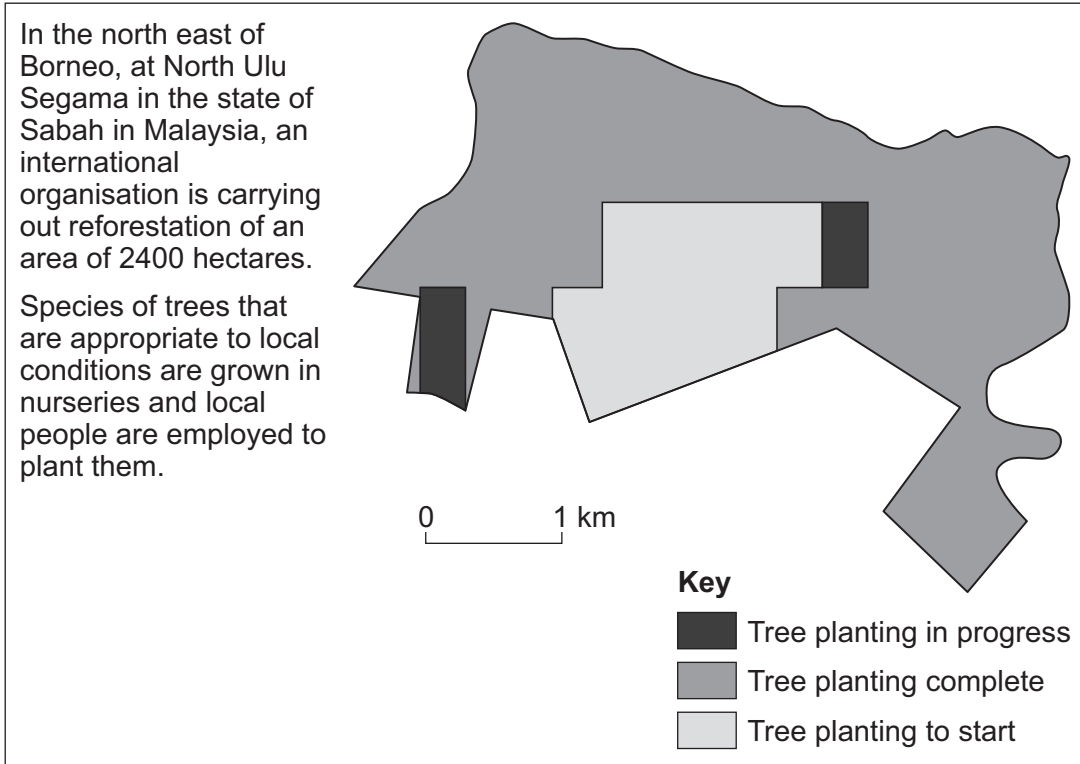 In the north east of
Borneo, at North Ulu
Segama in the state of
Sabah in Malaysia, an
international
organisation is carrying
out reforestation of an
area of 2400 hectares.
Species of trees that
are appropriate to local
conditions are grown in
nurseries and local
people are employed to
plant them.
0 1 km
Key
Tree planting in progress
Tree planting complete
Tree planting to start